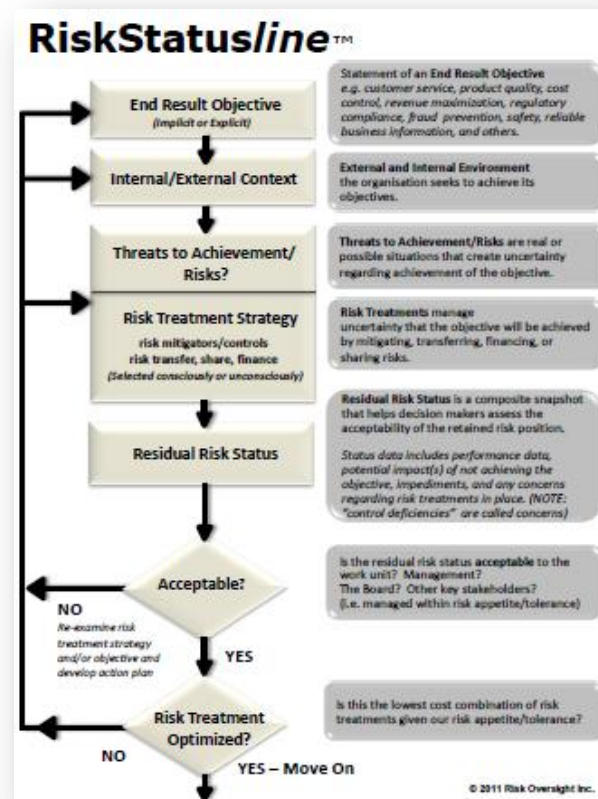 RiskStatusline™
End Result Objective
(Implicit or Explicit)
Statement of an End Result Objective
e.g. customer service, product quality, cost
control, revenue maximization, regulatory
compliance, fraud prevention, safety, reliable
business information, and others.
Internal/External Context
External and Internal Environment
the organisation seeks to achieve its
objectives.
Threats to Achievement/
Risks?
Threats to Achievement/Risks are real or
possible situations that create uncertainty
regarding achievement of the objective.
Risk Treatment Strategy
risk mitigators/controls
risk transfer, share, finance
(Selected consciously or unconsciously)
Risk Treatments manage
uncertainty that the objective will be achieved
by mitigating, transferring, financing, or
sharing risks.
Residual Risk Status
Residual Risk Status is a composite snapshot
that helps decision makers assess the
acceptability of the retained risk position.
Status data includes performance data,
potential impact(s) of not achieving the
objective, impediments, and any concerns
regarding risk treatments in place. (NOTE:
"control deficiencies" are called concerns)
Acceptable?
Is the residual risk status acceptable to the
work unit? Management?
The Board? Other key stakeholders?
(i.e. managed within risk appetite/tolerance)
NO
Re-examine risk
treatment strategy
and/or objective and
develop action plan
YES
Risk Treatment
Optimized?
Is this the lowest cost combination of risk
treatments given our risk appetite/tolerance?
NO
YES – Move On
© 2011 Risk Oversight Inc.